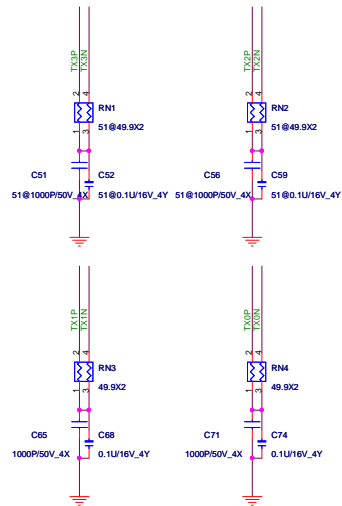 TX3P
TX3N
2 4
RN1
51@49.9X2
1 3
C51
C52
51@1000P/50V_4X
51@0.1U/16V_4Y
TX2P
TX2N
2 4
RN2
51@49.9X2
1 3
C56
C59
51@1000P/50V_4X
51@0.1U/16V_4Y
TX1P
TX1N
2 4
RN3
49.9X2
1 3
C65
C68
1000P/50V_4X
0.1U/16V_4Y
TX0P
TX0N
2 4
RN4
49.9X2
1 3
C71
C74
1000P/50V_4X
0.1U/16V_4Y